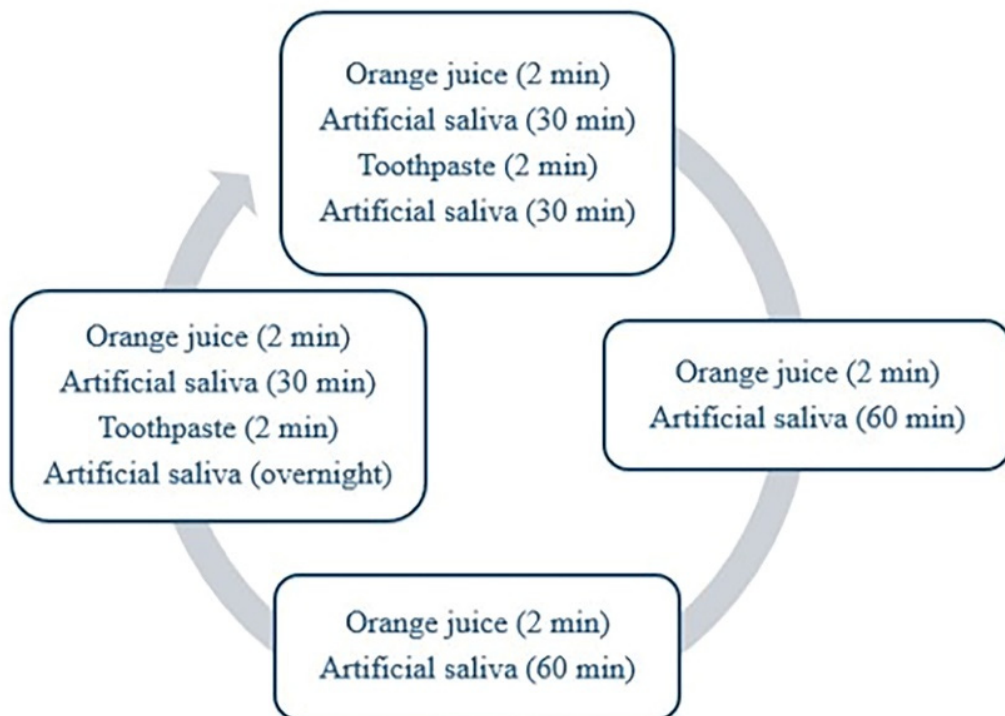 Orange juice (2 min)
Artificial saliva (30 min)
Toothpaste (2 min)
Artificial saliva (30 min)
Orange juice (2 min)
Artificial saliva (60 min)
Orange juice (2 min)
Artificial saliva (60 min)
Orange juice (2 min)
Artificial saliva (30 min)
Toothpaste (2 min)
Artificial saliva (overnight)